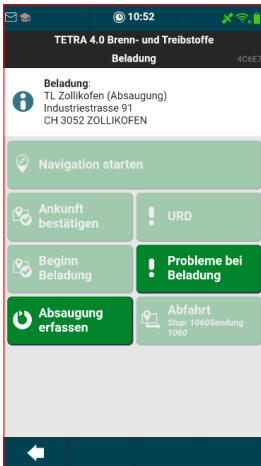 10:52
TETRA 4.0 Brenn- und Treibstoffe
Beladung
4C6E7
Beladung:
TL Zollikofen (Absaugung)
Industriestrasse 91
CH 3052 ZOLLIKOFEN
Navigation starten
Ankunft
bestätigen
URD
Beginn
Beladung
Probleme bei
Beladung
Absaugung
erfassen
Abfahrt
Stop: 1060Sendung
1060